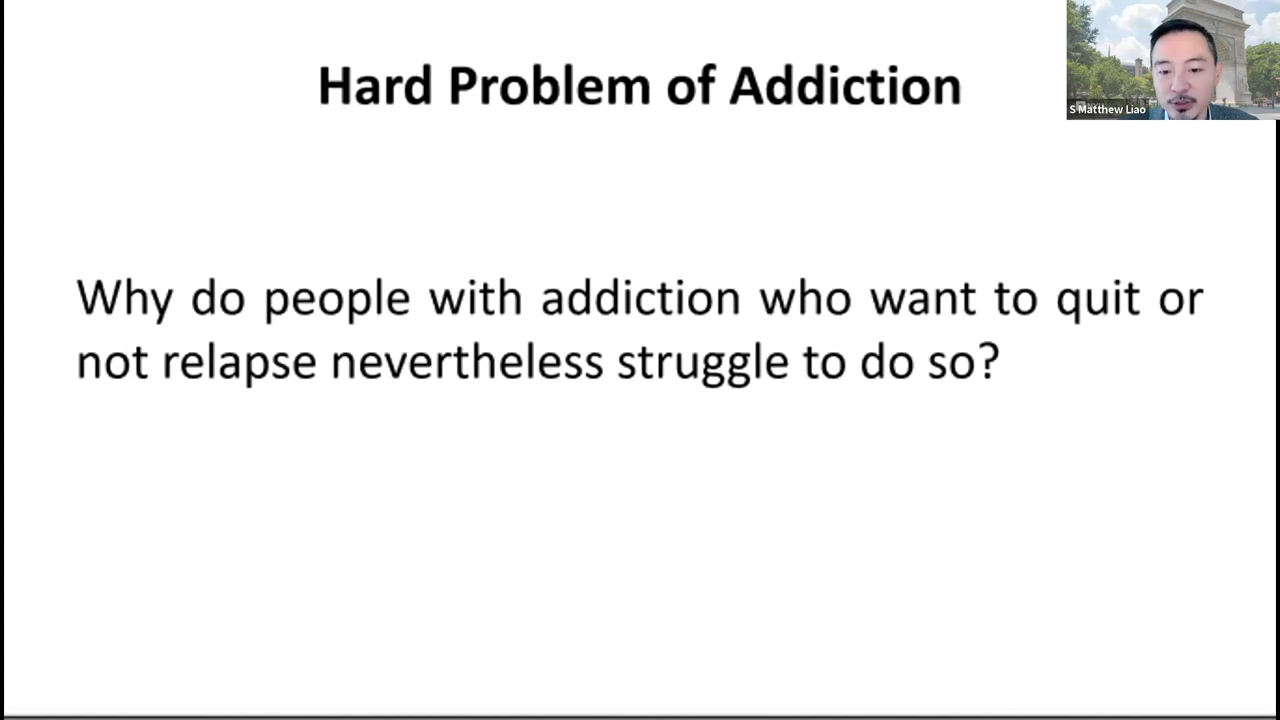 Hard Problem of Addiction
S Matthew Liao
Why do people with addiction who want to quit or
not relapse nevertheless struggle to do so?